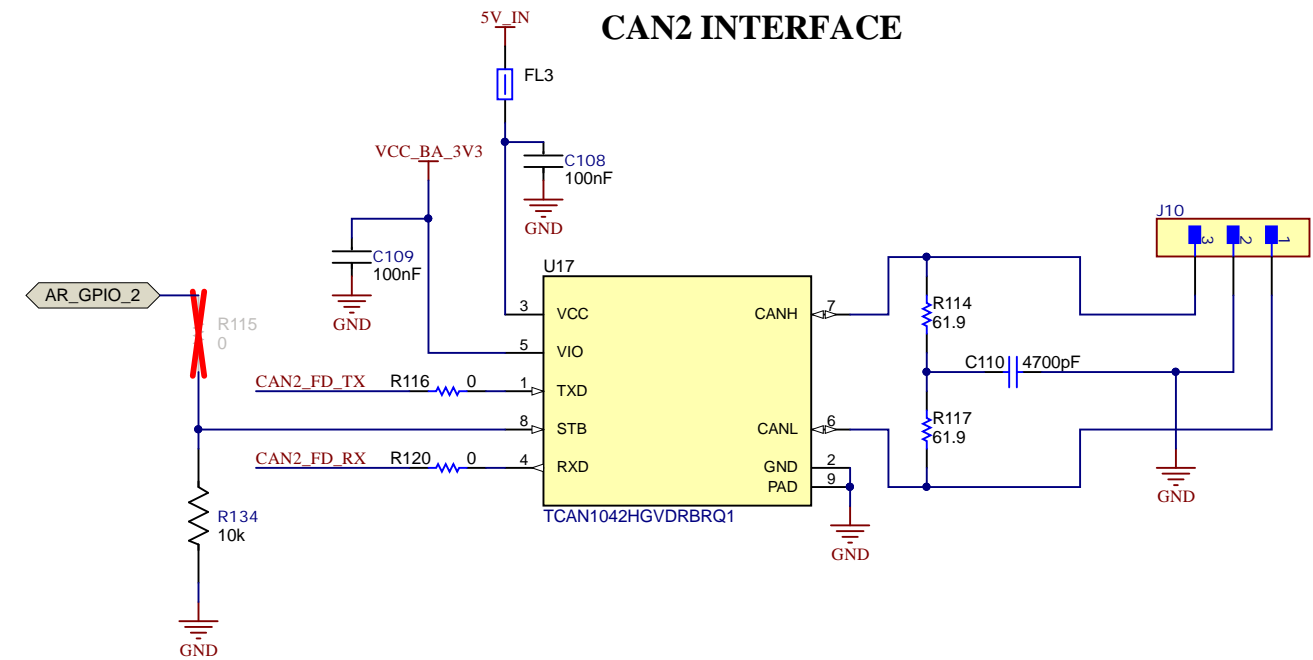 CAN2 INTERFACE
5V_IN
FL3
VCC_BA_3V3
C108
100nF
GND
C109
100nF
GND
J10
3 2 1
U17
AR_GPIO_2
R115
0
3 VCC CANH 7
R114
61.9
5 VIO
C110 4700pF
CAN2_FD_TX R116 0 1 TXD
R117
61.9
8 STB CANL 6
CAN2_FD_RX R120 0 4 RXD GND 2
PAD 9
GND
TCAN1042HGVDRBRQ1
R134
10k
GND
GND